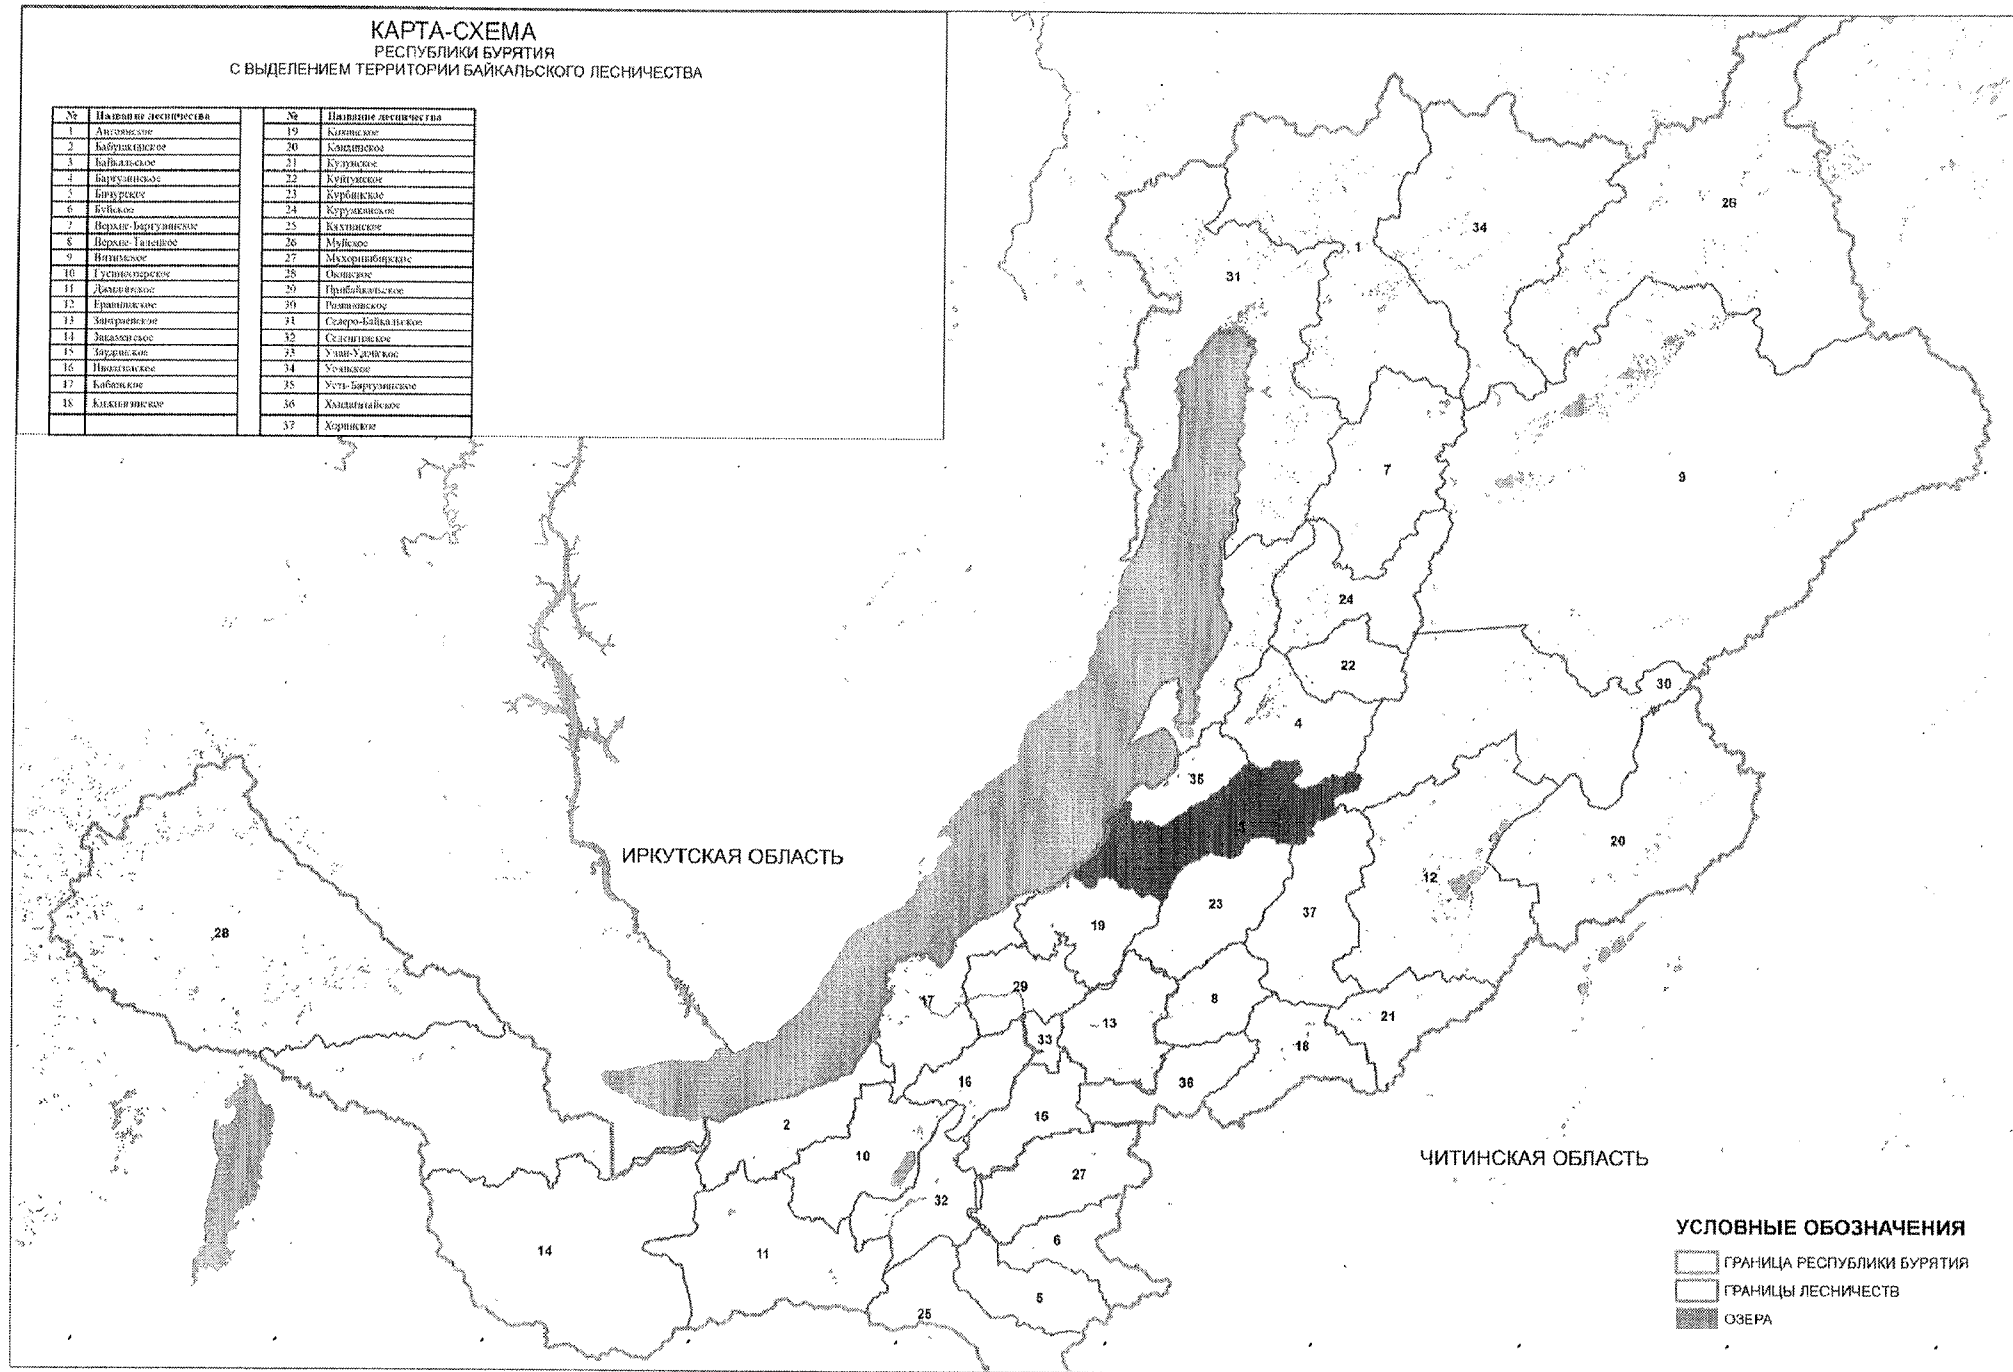 КАРТА-СХЕМА
РЕСПУБЛИКИ БУРЯТИЯ
С ВЫДЕЛЕНИЕМ ТЕРРИТОРИИ БАЙКАЛЬСКОГО ЛЕСНИЧЕСТВА
№ Название лесничества
1 Ангоянское
2 Бабушкинское
3 Байкальское
4 Баргузинское
5 Бичурское
6 Буйское
7 Верхне-Баргузинское
8 Верхне-Талецкое
9 Витимское
10 Гусиноозерское
11 Джидинское
12 Еравнинское
13 Заиграевское
14 Закаменское
15 Заудинское
16 Иволгинское
17 Кабанское
18 Кижингинское
№ Название лесничества
19 Кикинское
20 Кондинское
21 Кудунское
22 Куйтунское
23 Курбинское
24 Курумканское
25 Кяхтинское
26 Муйское
27 Мухоршибирское
28 Окинское
29 Прибайкальское
30 Романовское
31 Северо-Байкальское
32 Селенгинское
33 Улан-Удэнское
34 Уоянское
35 Усть-Баргузинское
36 Хандагатайское
37 Хоринское
26
34
1
31
7
9
24
22
30
4
35
3
20
ИРКУТСКАЯ ОБЛАСТЬ
12
23
37
19
28
29
17
8
13
21
33
18
16
36
15
2
10
ЧИТИНСКАЯ ОБЛАСТЬ
27
32
6
14
11
5
25
УСЛОВНЫЕ ОБОЗНАЧЕНИЯ
ГРАНИЦА РЕСПУБЛИКИ БУРЯТИЯ
ГРАНИЦЫ ЛЕСНИЧЕСТВ
ОЗЕРА